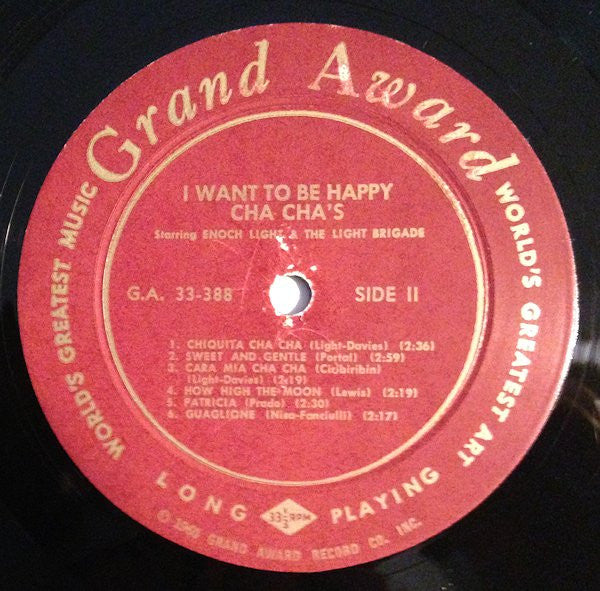 Grand Award
WORLD'S GREATEST MUSIC
WORLD'S GREATEST ART
I WANT TO BE HAPPY
CHA CHA'S
Starring ENOCH LIGHT & THE LIGHT BRIGADE
G.A. 33-388
SIDE II
1. CHIQUITA CHA CHA (Light-Davies) (2:36)
2. SWEET AND GENTLE (Portal) (2:59)
3. CARA MIA CHA CHA (Ciribiribin)
(Light-Davies) (2:19)
4. HOW HIGH THE MOON (Lewis) (2:19)
5. PATRICIA (Prado) (2:30)
6. GUAGLIONE (Nisa-Fanciulli) (2:17)
LONG PLAYING
33 1/3 RPM
© GRAND AWARD RECORD CO. INC.